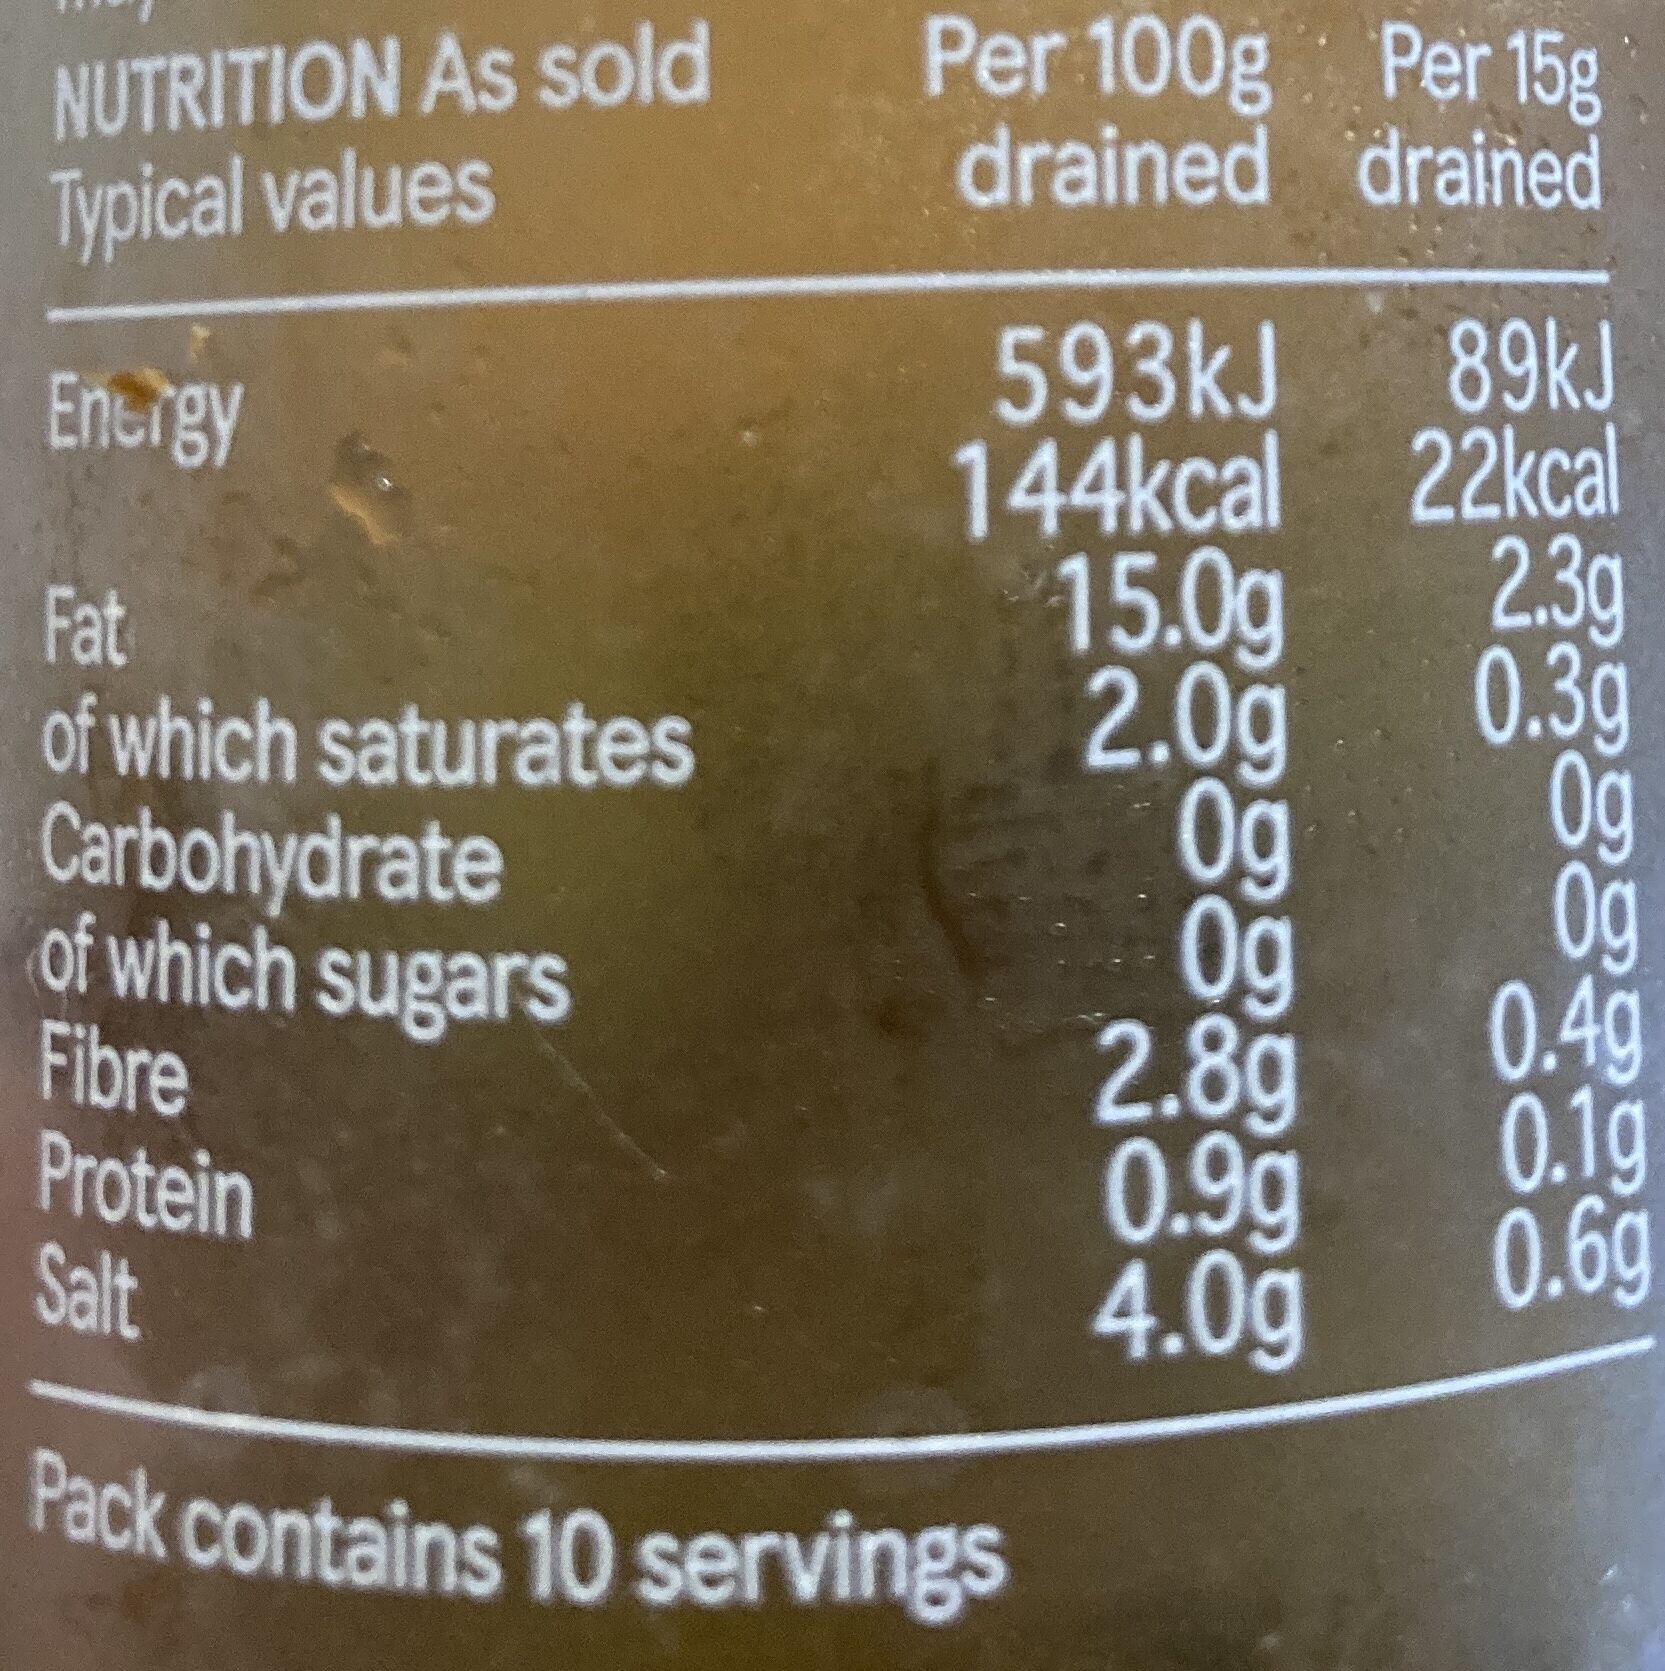 NUTRITION As sold Per 100g Per 15g
Typical values drained drained
Energy 593kJ 89kJ
144kcal 22kcal
Fat 15.0g 2.3g
of which saturates 2.0g 0.3g
Carbohydrate 0g 0g
of which sugars 0g 0g
Fibre 2.8g 0.4g
Protein 0.9g 0.1g
Salt 4.0g 0.6g
Pack contains 10 servings